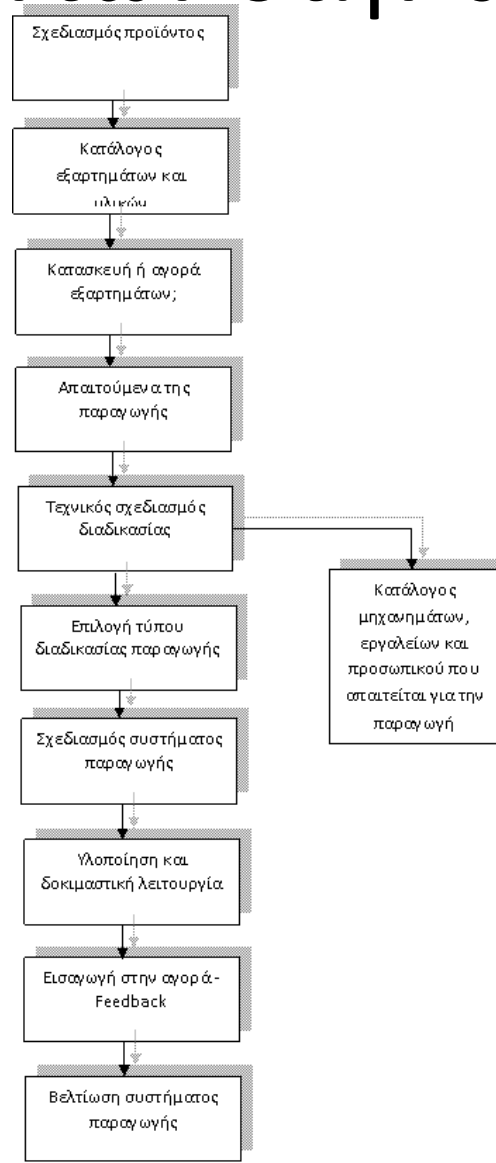 Σχεδιασμός προϊόντος
Κατάλογος
εξαρτημάτων και
υλικών
Κατασκευή ή αγορά
εξαρτημάτων;
Απαιτούμενα της
παραγωγής
Τεχνικός σχεδιασμός
διαδικασίας
Κατάλογος
μηχανημάτων,
εργαλείων και
προσωπικού που
απαιτείται για την
παραγωγή
Επιλογή τύπου
διαδικασίας παραγωγής
Σχεδιασμός συστήματος
παραγωγής
Υλοποίηση και
δοκιμαστική λειτουργία
Εισαγωγή στην αγορά-
Feedback
Βελτίωση συστήματος
παραγωγής